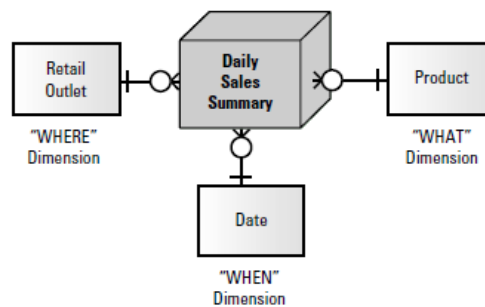 Daily
Sales
Summary
Retail
Outlet
Product
"WHERE"
Dimension
"WHAT"
Dimension
Date
"WHEN"
Dimension